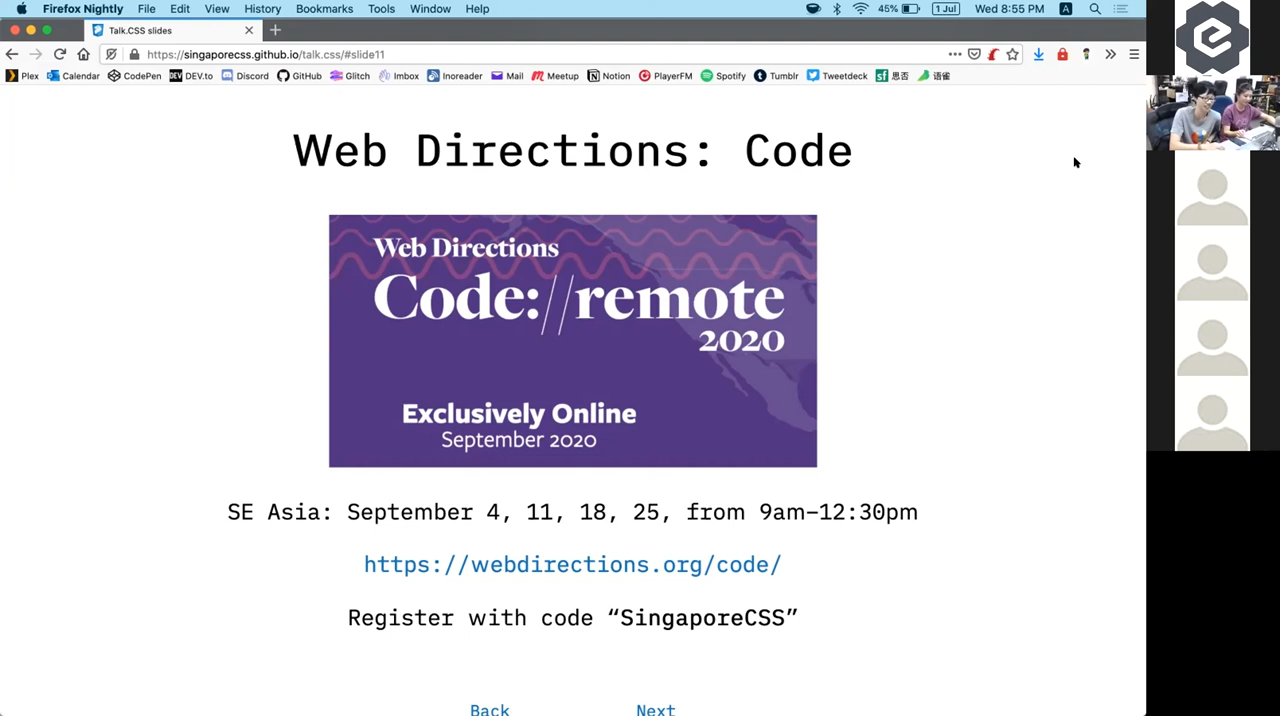 Firefox Nightly File Edit View History Bookmarks Tools Window Help 45% 1 Jul Wed 8:55 PM A
Talk.CSS slides
https://singaporecss.github.io/talk.css/#slide11
Plex Calendar CodePen DEV DEV.to Discord GitHub Glitch Imbox Inoreader Mail Meetup Notion PlayerFM Spotify Tumblr Tweetdeck sf 思否 语雀
Web Directions: Code
Web Directions
Code://remote
2020
Exclusively Online
September 2020
SE Asia: September 4, 11, 18, 25, from 9am–12:30pm
https://webdirections.org/code/
Register with code “SingaporeCSS”
Back Next